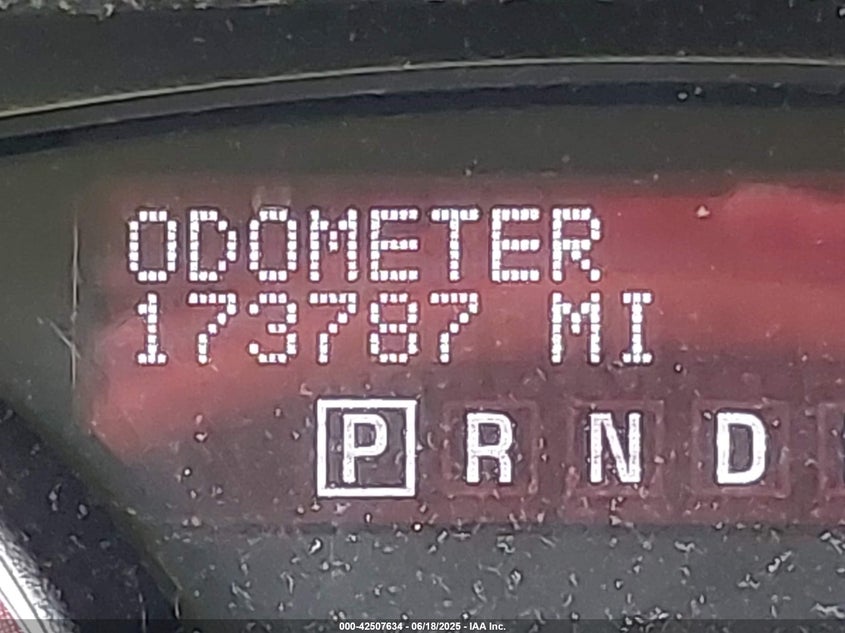 ODOMETER
173787 MI
P R N D
000-42507634 - 06/18/2025 - IAA Inc.